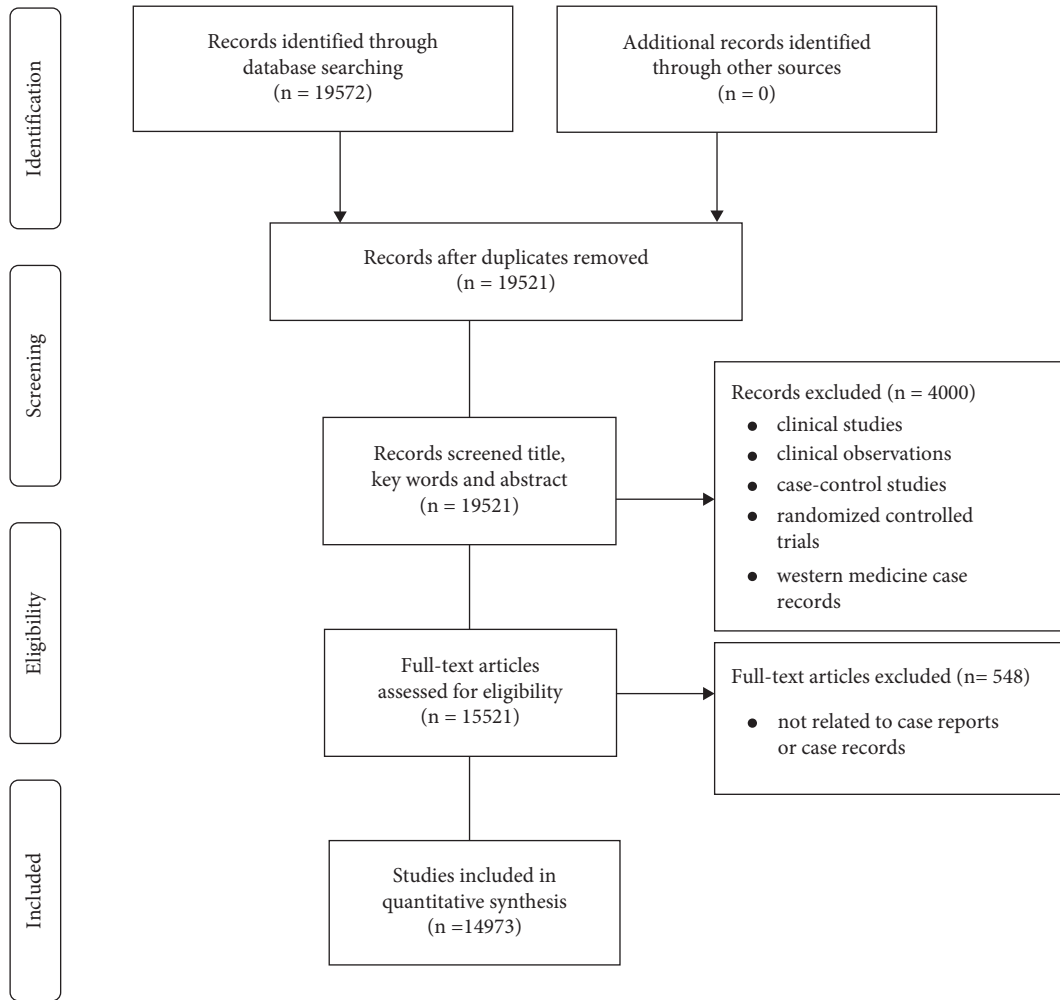 Identification
Records identified through
database searching
(n = 19572)
Additional records identified
through other sources
(n = 0)
Records after duplicates removed
(n = 19521)
Screening
Records screened title,
key words and abstract
(n = 19521)
Records excluded (n = 4000)
● clinical studies
● clinical observations
● case-control studies
● randomized controlled
trials
● western medicine case
records
Eligibility
Full-text articles
assessed for eligibility
(n = 15521)
Full-text articles excluded (n= 548)
● not related to case reports
or case records
Included
Studies included in
quantitative synthesis
(n =14973)